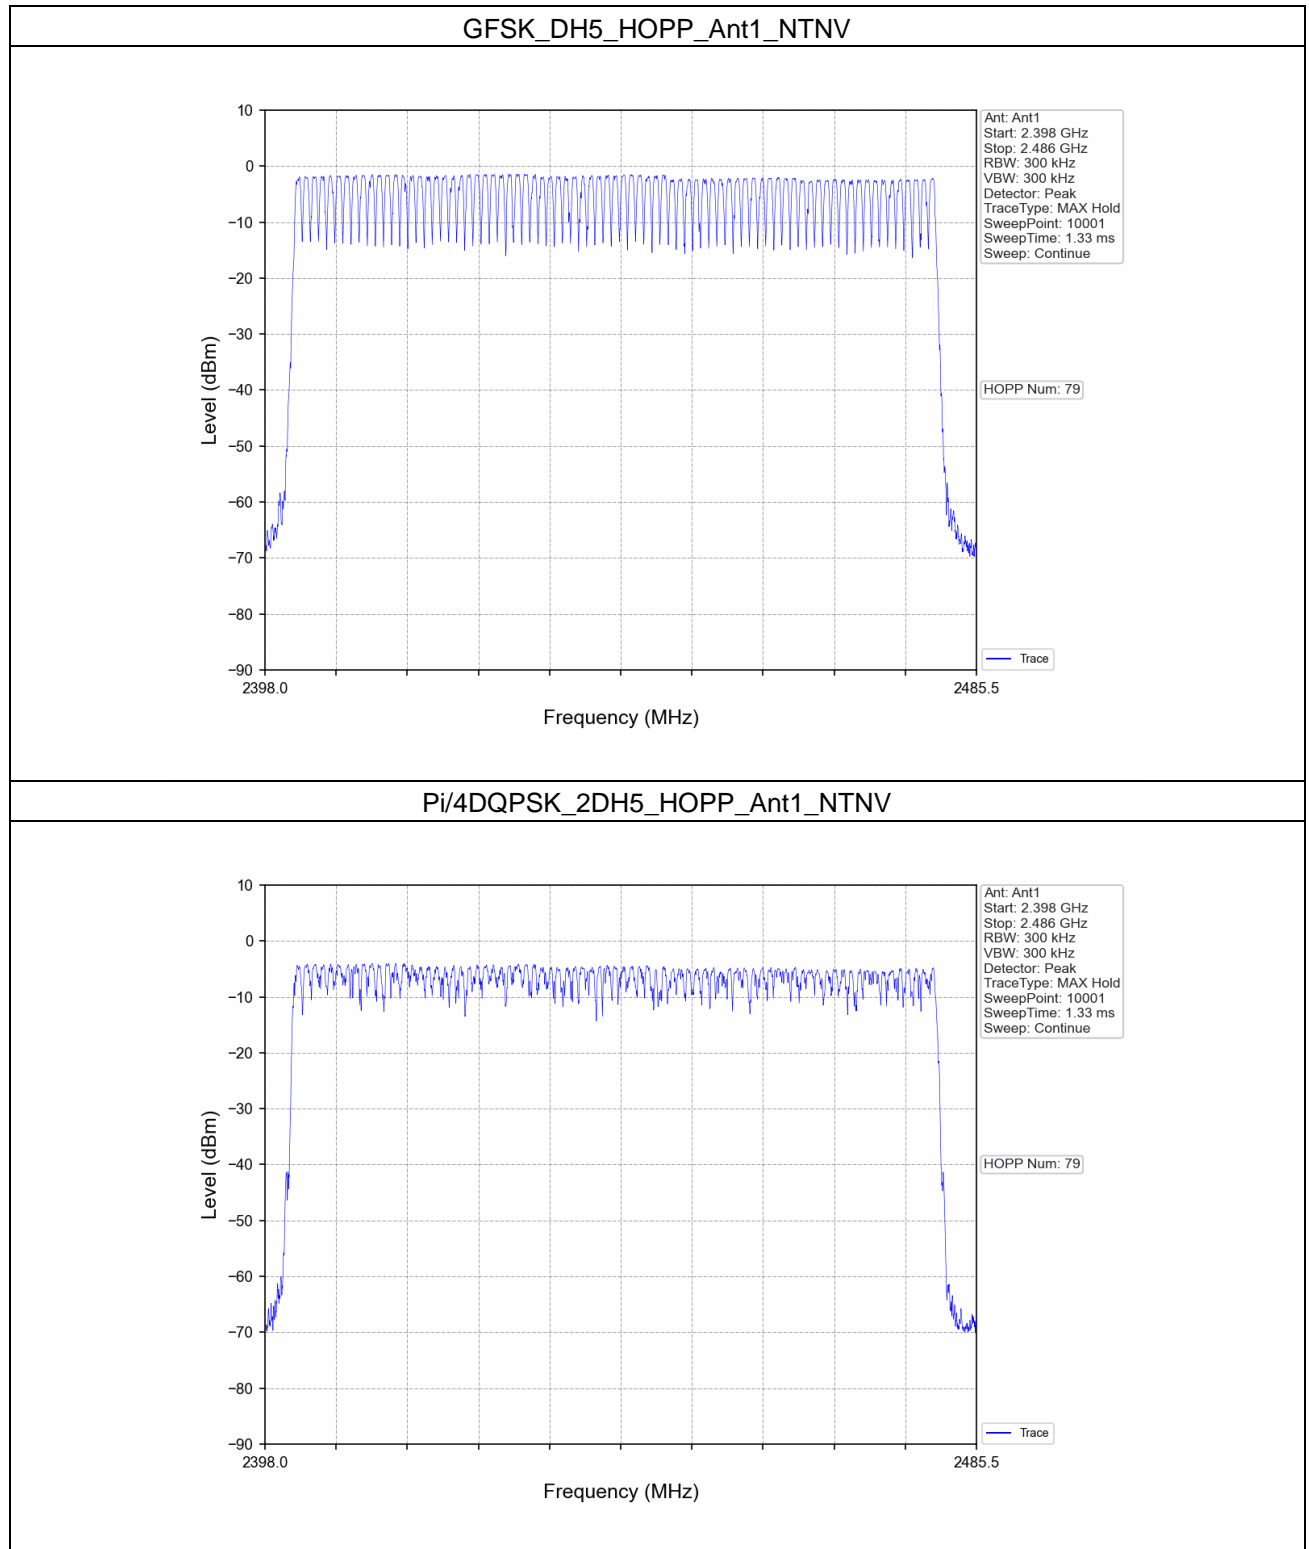 GFSK_DH5_HOPP_Ant1_NTNV
10
0
−10
−20
−30
−40
−50
−60
−70
−80
−90
Level (dBm)
2398.0
2485.5
Frequency (MHz)
Ant: Ant1
Start: 2.398 GHz
Stop: 2.486 GHz
RBW: 300 kHz
VBW: 300 kHz
Detector: Peak
TraceType: MAX Hold
SweepPoint: 10001
SweepTime: 1.33 ms
Sweep: Continue
HOPP Num: 79
Trace
Pi/4DQPSK_2DH5_HOPP_Ant1_NTNV
10
0
−10
−20
−30
−40
−50
−60
−70
−80
−90
Level (dBm)
2398.0
2485.5
Frequency (MHz)
Ant: Ant1
Start: 2.398 GHz
Stop: 2.486 GHz
RBW: 300 kHz
VBW: 300 kHz
Detector: Peak
TraceType: MAX Hold
SweepPoint: 10001
SweepTime: 1.33 ms
Sweep: Continue
HOPP Num: 79
Trace